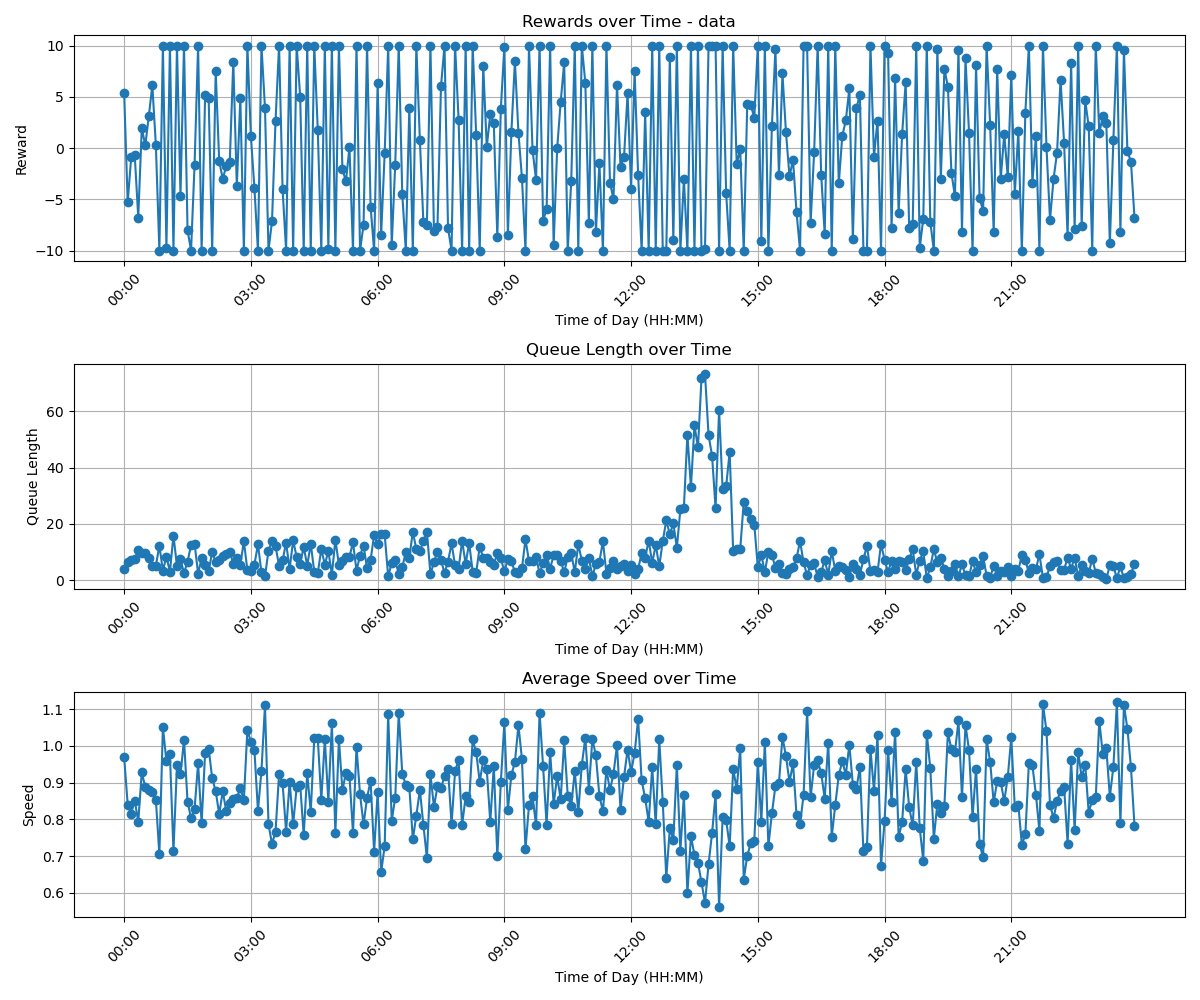 Rewards over Time - data
10
5
0
−5
−10
Reward
00:00 03:00 06:00 09:00 12:00 15:00 18:00 21:00
Time of Day (HH:MM)
Queue Length over Time
60
40
20
0
Queue Length
00:00 03:00 06:00 09:00 12:00 15:00 18:00 21:00
Time of Day (HH:MM)
Average Speed over Time
1.1
1.0
0.9
0.8
0.7
0.6
Speed
00:00 03:00 06:00 09:00 12:00 15:00 18:00 21:00
Time of Day (HH:MM)